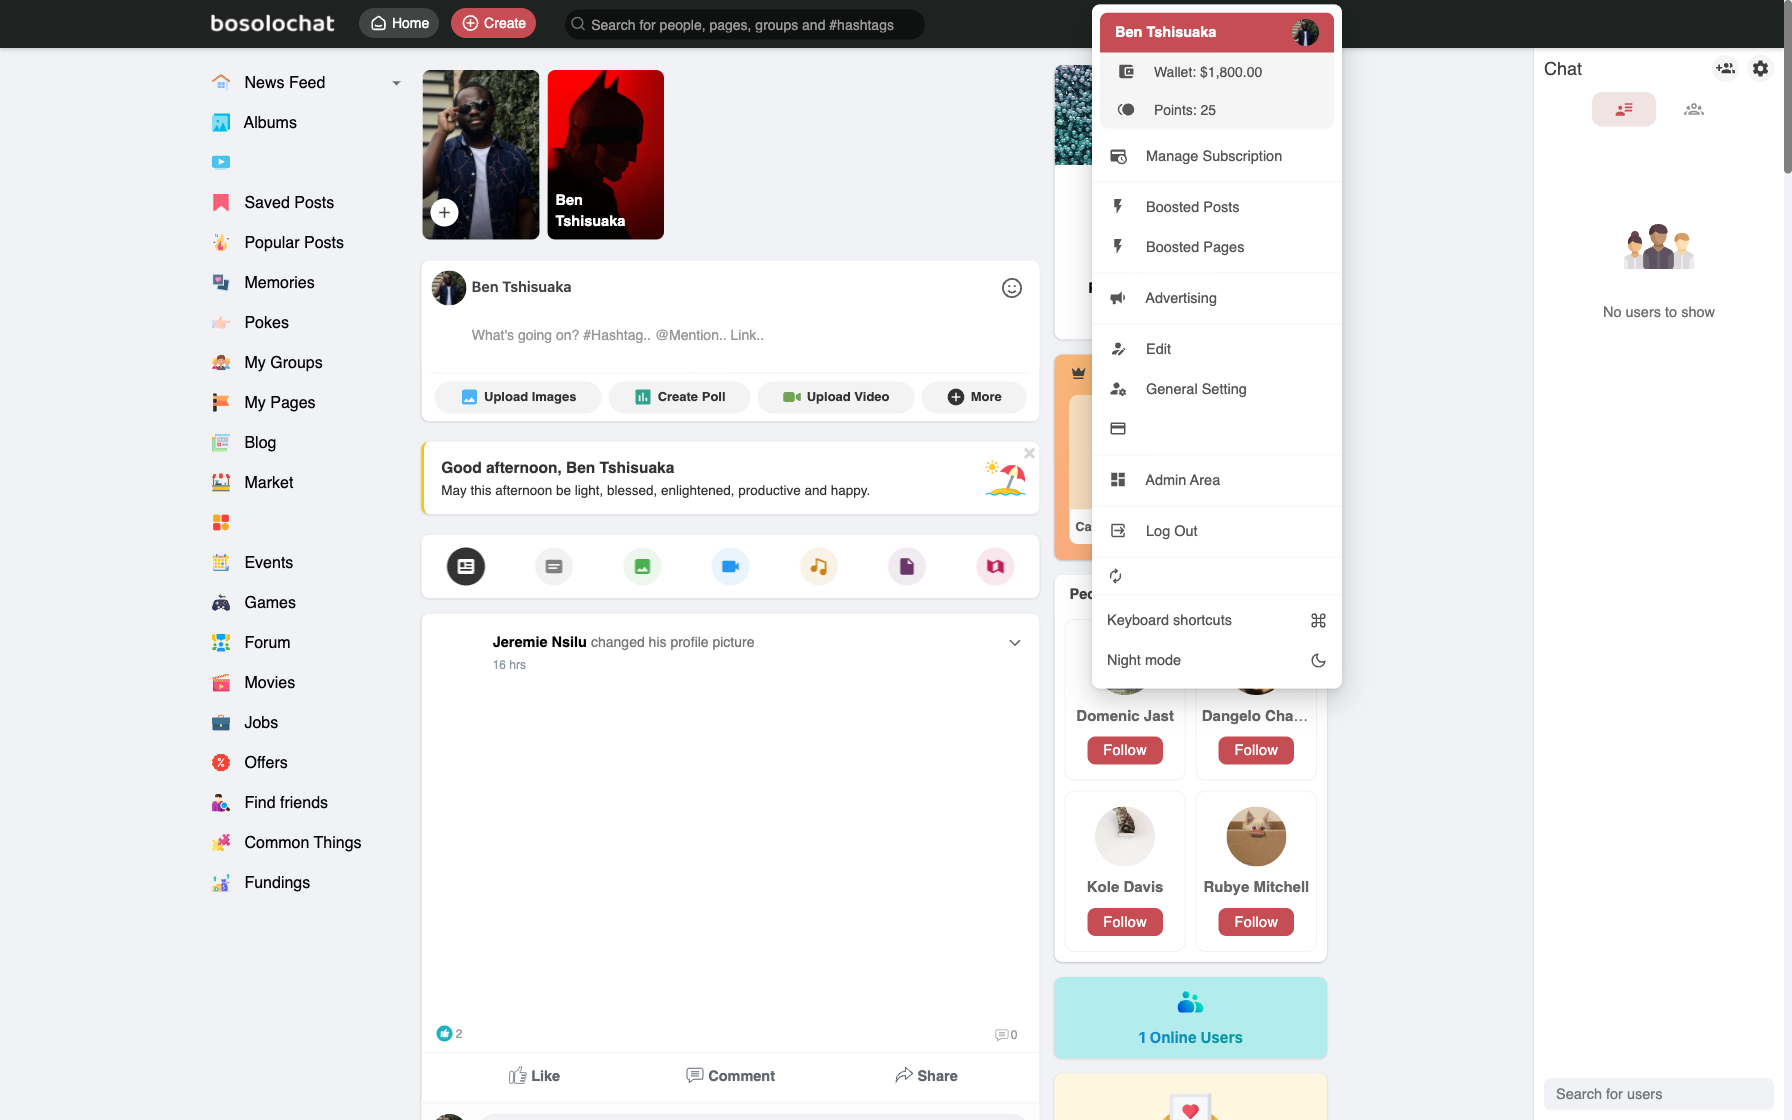 bosolochat
Home
Create
Search for people, pages, groups and #hashtags
News Feed
Albums
Saved Posts
Popular Posts
Memories
Pokes
My Groups
My Pages
Blog
Market
Events
Games
Forum
Movies
Jobs
Offers
Find friends
Common Things
Fundings
Ben
Tshisuaka
Ben Tshisuaka
What's going on? #Hashtag.. @Mention.. Link..
Upload Images
Create Poll
Upload Video
More
Good afternoon, Ben Tshisuaka
May this afternoon be light, blessed, enlightened, productive and happy.
Jeremie Nsilu changed his profile picture
16 hrs
2
0
Like
Comment
Share
Ben Tshisuaka
Wallet: $1,800.00
Points: 25
Manage Subscription
Boosted Posts
Boosted Pages
Advertising
Edit
General Setting
Admin Area
Log Out
Keyboard shortcuts
Night mode
Domenic Jast
Follow
Dangelo Cha...
Follow
Kole Davis
Follow
Rubye Mitchell
Follow
1 Online Users
Chat
No users to show
Search for users